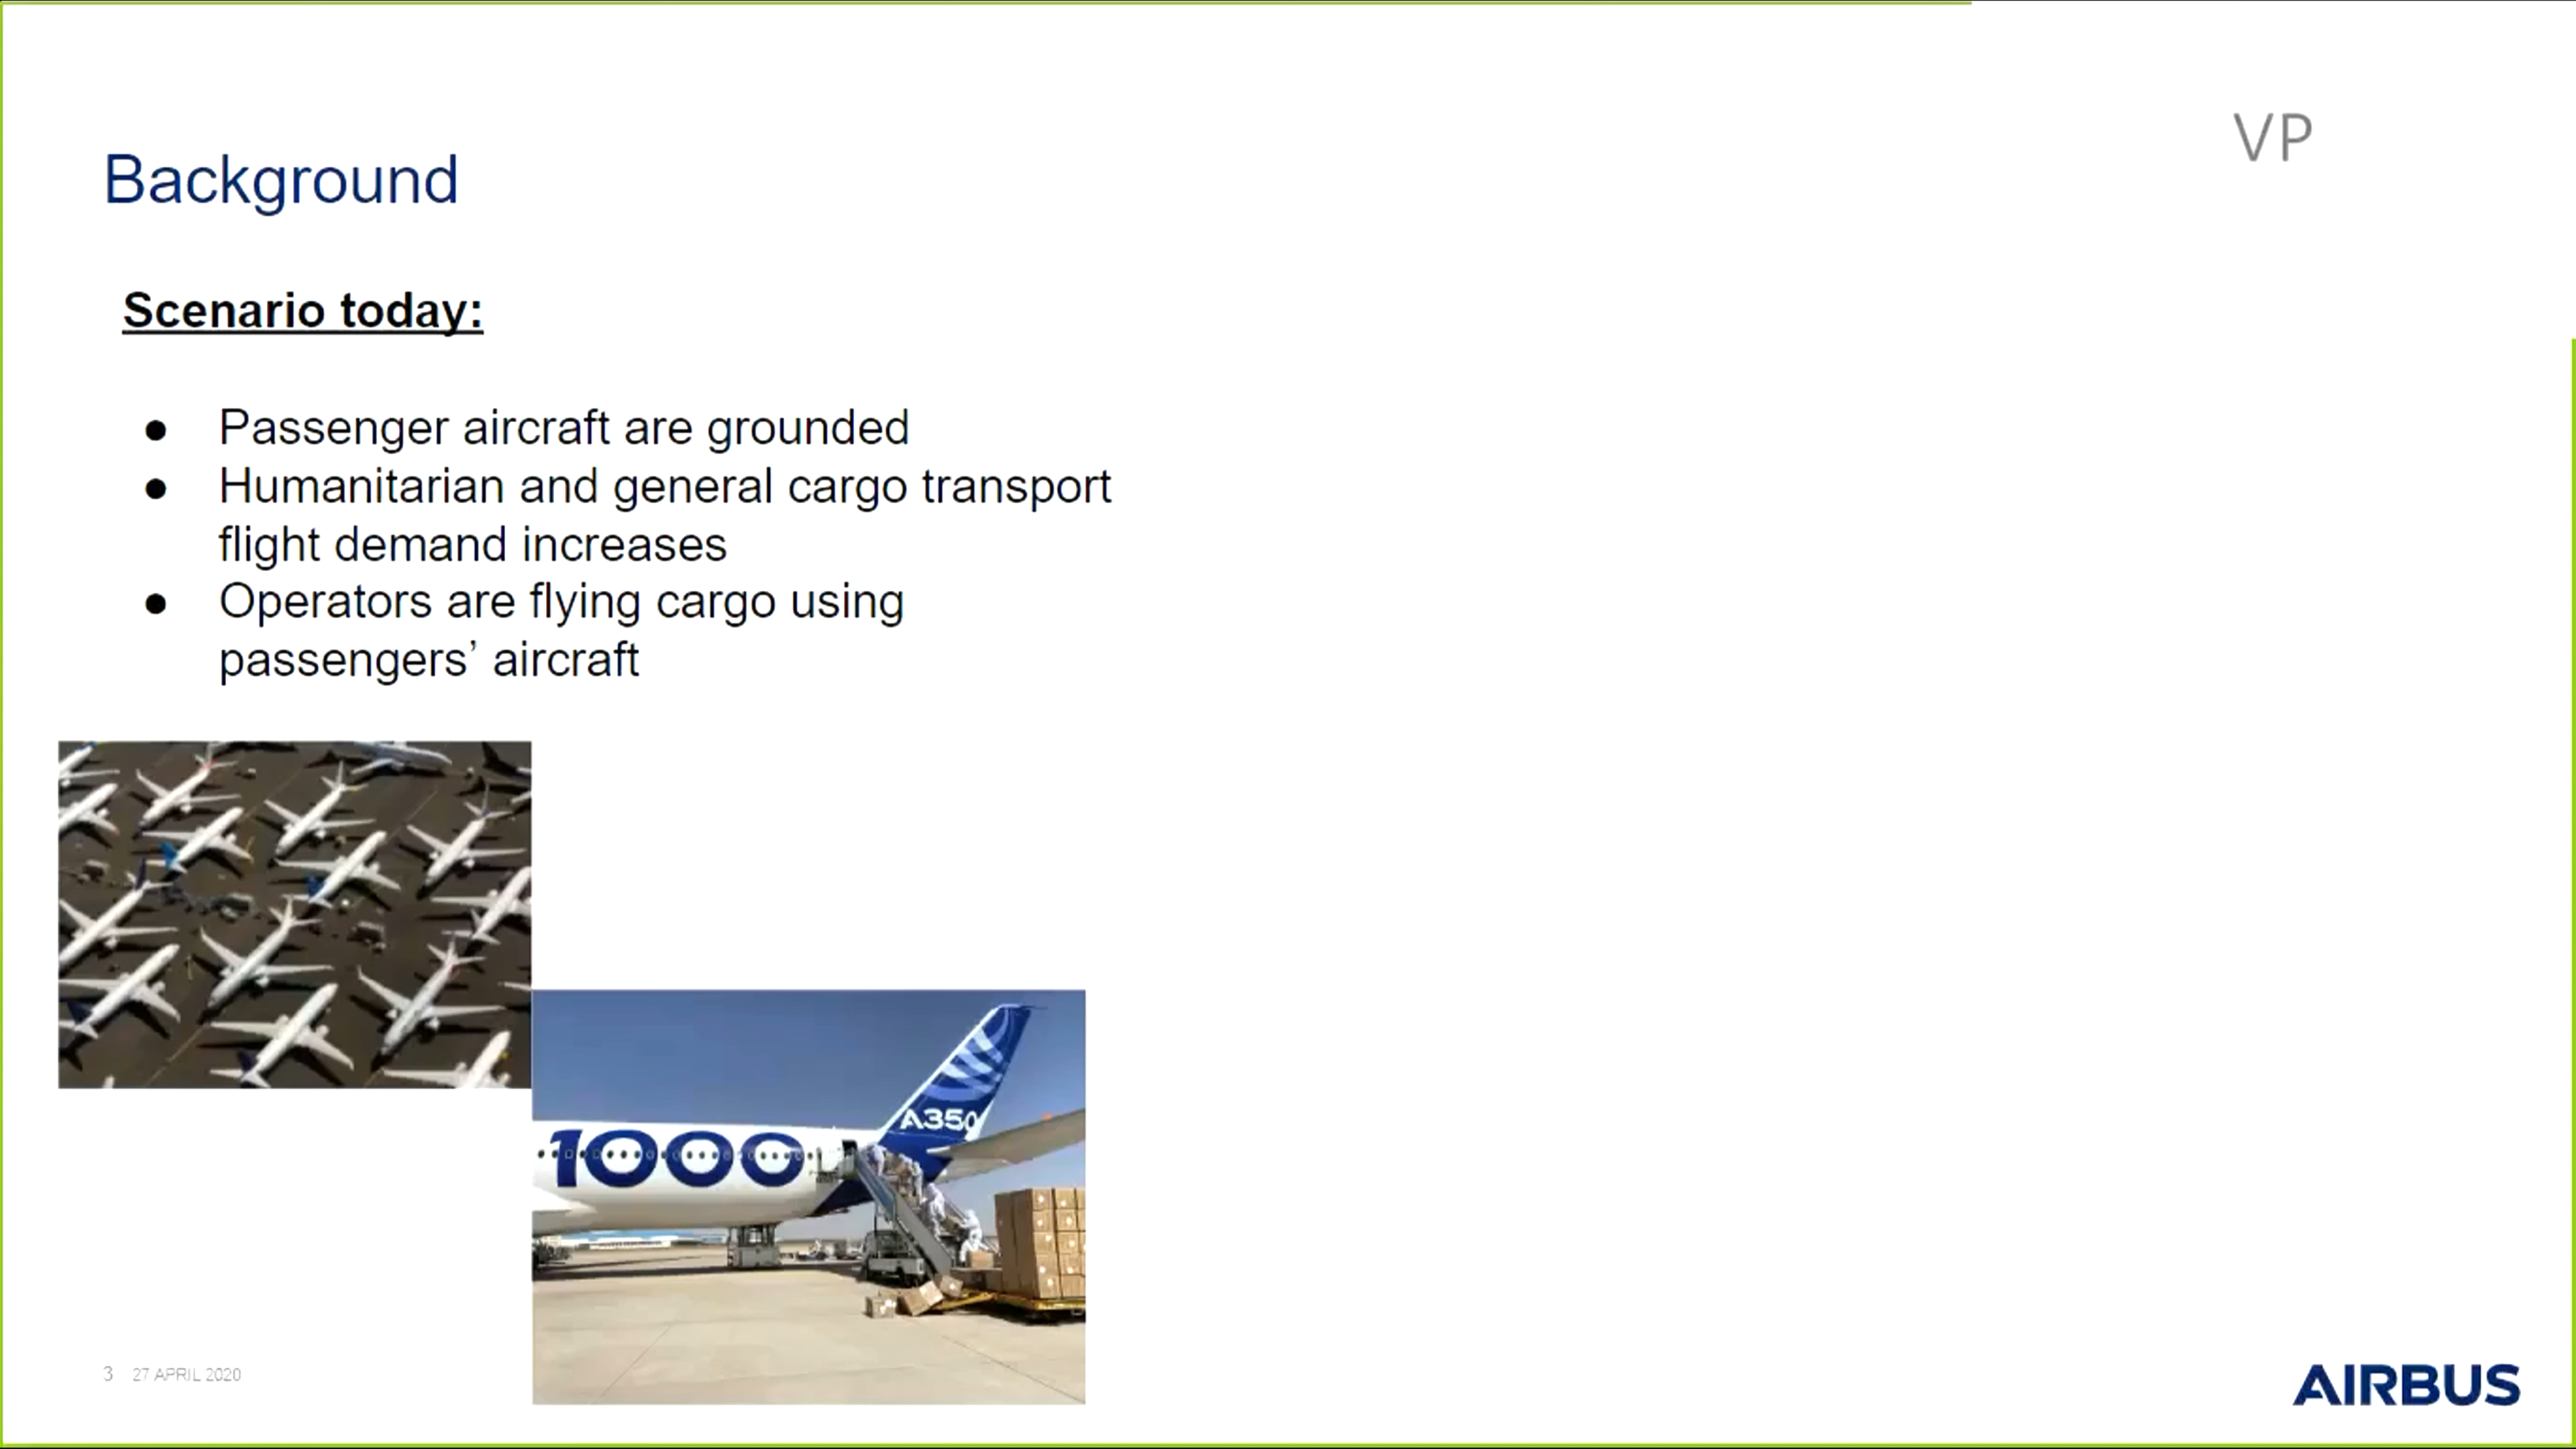 VP
Background
Scenario today:
● Passenger aircraft are grounded
● Humanitarian and general cargo transport
flight demand increases
● Operators are flying cargo using
passengers’ aircraft
A350
1000
3 27 APRIL 2020
AIRBUS